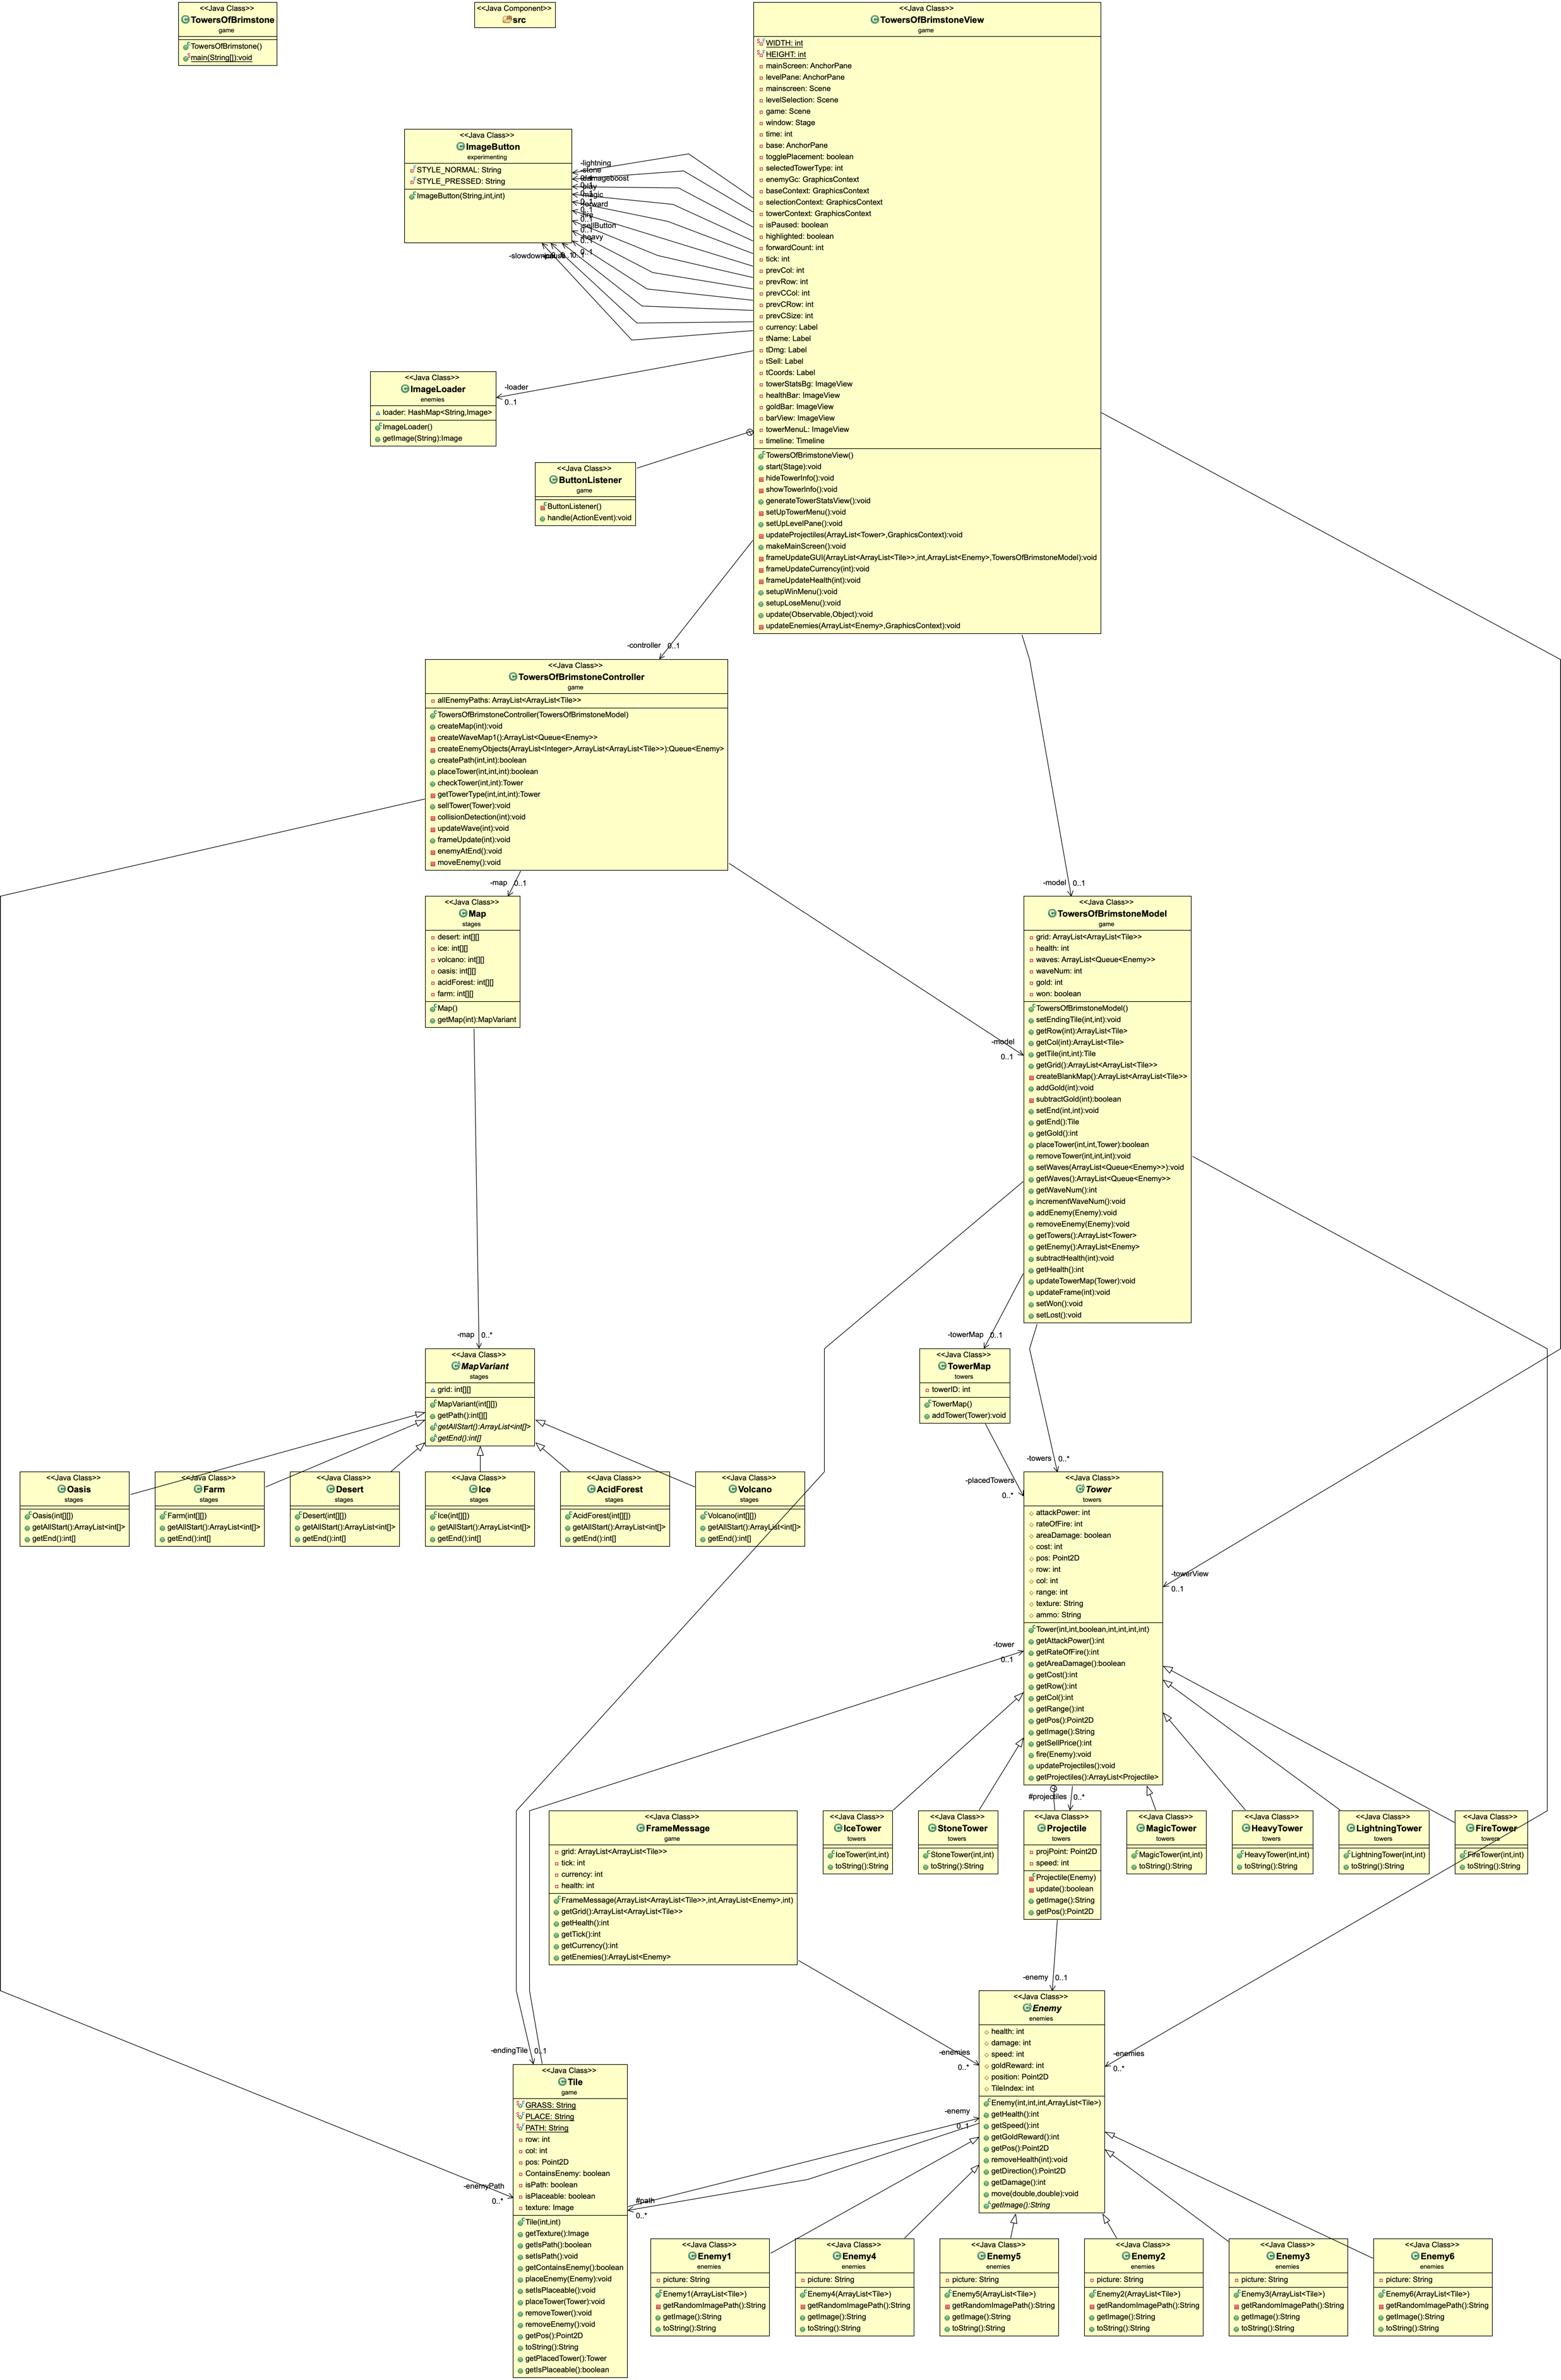 <<Java Class>>
TowersOfBrimstone
game
TowersOfBrimstone()
main(String[]):void
<<Java Component>>
src
<<Java Class>>
TowersOfBrimstoneView
game
WIDTH: int
HEIGHT: int
mainScreen: AnchorPane
levelPane: AnchorPane
mainscreen: Scene
levelSelection: Scene
game: Scene
window: Stage
time: int
base: AnchorPane
togglePlacement: boolean
selectedTowerType: int
enemyGc: GraphicsContext
baseContext: GraphicsContext
selectionContext: GraphicsContext
towerContext: GraphicsContext
isPaused: boolean
highlighted: boolean
forwardCount: int
tick: int
prevCol: int
prevRow: int
prevCCol: int
prevCRow: int
prevCSize: int
currency: Label
tName: Label
tDmg: Label
tSell: Label
tCoords: Label
towerStatsBg: ImageView
healthBar: ImageView
goldBar: ImageView
barView: ImageView
towerMenuL: ImageView
timeline: Timeline
TowersOfBrimstoneView()
start(Stage):void
hideTowerInfo():void
showTowerInfo():void
generateTowerStatsView():void
setUpTowerMenu():void
setUpLevelPane():void
updateProjectiles(ArrayList<Tower>,GraphicsContext):void
makeMainScreen():void
frameUpdateGUI(ArrayList<ArrayList<Tile>>,int,ArrayList<Enemy>,TowersOfBrimstoneModel):void
frameUpdateCurrency(int):void
frameUpdateHealth(int):void
setupWinMenu():void
setupLoseMenu():void
update(Observable,Object):void
updateEnemies(ArrayList<Enemy>,GraphicsContext):void
<<Java Class>>
ImageButton
experimenting
STYLE_NORMAL: String
STYLE_PRESSED: String
ImageButton(String,int,int)
-lightning
-stone
-magic
-sellButton
-heavy
0..1
-slowdown
0..1
<<Java Class>>
ImageLoader
enemies
loader: HashMap<String,Image>
ImageLoader()
getImage(String):Image
-loader
0..1
<<Java Class>>
ButtonListener
game
ButtonListener()
handle(ActionEvent):void
-controller
0..1
<<Java Class>>
TowersOfBrimstoneController
game
allEnemyPaths: ArrayList<ArrayList<Tile>>
TowersOfBrimstoneController(TowersOfBrimstoneModel)
createMap(int):void
createWaveMap1():ArrayList<Queue<Enemy>>
createEnemyObjects(ArrayList<Integer>,ArrayList<ArrayList<Tile>>):Queue<Enemy>
createPath(int,int):boolean
placeTower(int,int,int):boolean
checkTower(int,int):Tower
getTowerType(int,int,int):Tower
sellTower(Tower):void
collisionDetection(int):void
updateWave(int):void
frameUpdate(int):void
enemyAtEnd():void
moveEnemy():void
-map 0..1
<<Java Class>>
Map
stages
desert: int[][]
ice: int[][]
volcano: int[][]
oasis: int[][]
acidForest: int[][]
farm: int[][]
Map()
getMap(int):MapVariant
-model
0..1
-model 0..1
<<Java Class>>
TowersOfBrimstoneModel
game
grid: ArrayList<ArrayList<Tile>>
health: int
waves: ArrayList<Queue<Enemy>>
waveNum: int
gold: int
won: boolean
TowersOfBrimstoneModel()
setEndingTile(int,int):void
getRow(int):ArrayList<Tile>
getCol(int):ArrayList<Tile>
getTile(int,int):Tile
getGrid():ArrayList<ArrayList<Tile>>
createBlankMap():ArrayList<ArrayList<Tile>>
addGold(int):void
subtractGold(int):boolean
setEnd(int,int):void
getEnd():Tile
getGold():int
placeTower(int,int,Tower):boolean
removeTower(int,int,int):void
setWaves(ArrayList<Queue<Enemy>>):void
getWaves():ArrayList<Queue<Enemy>>
getWaveNum():int
incrementWaveNum():void
addEnemy(Enemy):void
removeEnemy(Enemy):void
getTowers():ArrayList<Tower>
getEnemy():ArrayList<Enemy>
subtractHealth(int):void
getHealth():int
updateTowerMap(Tower):void
updateFrame(int):void
setWon():void
setLost():void
-map 0..*
<<Java Class>>
MapVariant
stages
grid: int[][]
MapVariant(int[][])
getPath():int[][]
getAllStart():ArrayList<int[]>
getEnd():int[]
-towerMap 0..1
<<Java Class>>
TowerMap
towers
towerID: int
TowerMap()
addTower(Tower):void
<<Java Class>>
Oasis
stages
Oasis(int[][])
getAllStart():ArrayList<int[]>
getEnd():int[]
<<Java Class>>
Farm
stages
Farm(int[][])
getAllStart():ArrayList<int[]>
getEnd():int[]
<<Java Class>>
Desert
stages
Desert(int[][])
getAllStart():ArrayList<int[]>
getEnd():int[]
<<Java Class>>
Ice
stages
Ice(int[][])
getAllStart():ArrayList<int[]>
getEnd():int[]
<<Java Class>>
AcidForest
stages
AcidForest(int[][])
getAllStart():ArrayList<int[]>
getEnd():int[]
<<Java Class>>
Volcano
stages
Volcano(int[][])
getAllStart():ArrayList<int[]>
getEnd():int[]
-placedTowers
0..*
-towers 0..*
<<Java Class>>
Tower
towers
attackPower: int
rateOfFire: int
areaDamage: boolean
cost: int
pos: Point2D
row: int
col: int
range: int
texture: String
ammo: String
Tower(int,int,boolean,int,int,int,int)
getAttackPower():int
getRateOfFire():int
getAreaDamage():boolean
getCost():int
getRow():int
getCol():int
getRange():int
getPos():Point2D
getImage():String
getSellPrice():int
fire(Enemy):void
updateProjectiles():void
getProjectiles():ArrayList<Projectile>
-towerView
0..1
-tower
0..1
#projectiles 0..*
<<Java Class>>
FrameMessage
game
grid: ArrayList<ArrayList<Tile>>
tick: int
currency: int
health: int
FrameMessage(ArrayList<ArrayList<Tile>>,int,ArrayList<Enemy>,int)
getGrid():ArrayList<ArrayList<Tile>>
getHealth():int
getTick():int
getCurrency():int
getEnemies():ArrayList<Enemy>
<<Java Class>>
IceTower
towers
IceTower(int,int)
toString():String
<<Java Class>>
StoneTower
towers
StoneTower(int,int)
toString():String
<<Java Class>>
Projectile
towers
projPoint: Point2D
speed: int
Projectile(Enemy)
update():boolean
getImage():String
getPos():Point2D
<<Java Class>>
MagicTower
towers
MagicTower(int,int)
toString():String
<<Java Class>>
HeavyTower
towers
HeavyTower(int,int)
toString():String
<<Java Class>>
LightningTower
towers
LightningTower(int,int)
toString():String
<<Java Class>>
FireTower
towers
FireTower(int,int)
toString():String
-enemy 0..1
<<Java Class>>
Enemy
enemies
health: int
damage: int
speed: int
goldReward: int
position: Point2D
TileIndex: int
Enemy(int,int,int,ArrayList<Tile>)
getHealth():int
getSpeed():int
getGoldReward():int
getPos():Point2D
removeHealth(int):void
getDirection():Point2D
getDamage():int
move(double,double):void
getImage():String
-enemies
0..*
-enemies
0..*
-endingTile 0..1
<<Java Class>>
Tile
game
GRASS: String
PLACE: String
PATH: String
row: int
col: int
pos: Point2D
ContainsEnemy: boolean
isPath: boolean
isPlaceable: boolean
texture: Image
Tile(int,int)
getTexture():Image
getIsPath():boolean
setIsPath():void
getContainsEnemy():boolean
placeEnemy(Enemy):void
setIsPlaceable():void
placeTower(Tower):void
removeTower():void
removeEnemy():void
getPos():Point2D
toString():String
getPlacedTower():Tower
getIsPlaceable():boolean
-enemyPath
0..*
-enemy
0..1
#path
0..*
<<Java Class>>
Enemy1
enemies
picture: String
Enemy1(ArrayList<Tile>)
getRandomImagePath():String
getImage():String
toString():String
<<Java Class>>
Enemy4
enemies
picture: String
Enemy4(ArrayList<Tile>)
getRandomImagePath():String
getImage():String
toString():String
<<Java Class>>
Enemy5
enemies
picture: String
Enemy5(ArrayList<Tile>)
getRandomImagePath():String
getImage():String
toString():String
<<Java Class>>
Enemy2
enemies
picture: String
Enemy2(ArrayList<Tile>)
getRandomImagePath():String
getImage():String
toString():String
<<Java Class>>
Enemy3
enemies
picture: String
Enemy3(ArrayList<Tile>)
getRandomImagePath():String
getImage():String
toString():String
<<Java Class>>
Enemy6
enemies
picture: String
Enemy6(ArrayList<Tile>)
getRandomImagePath():String
getImage():String
toString():String